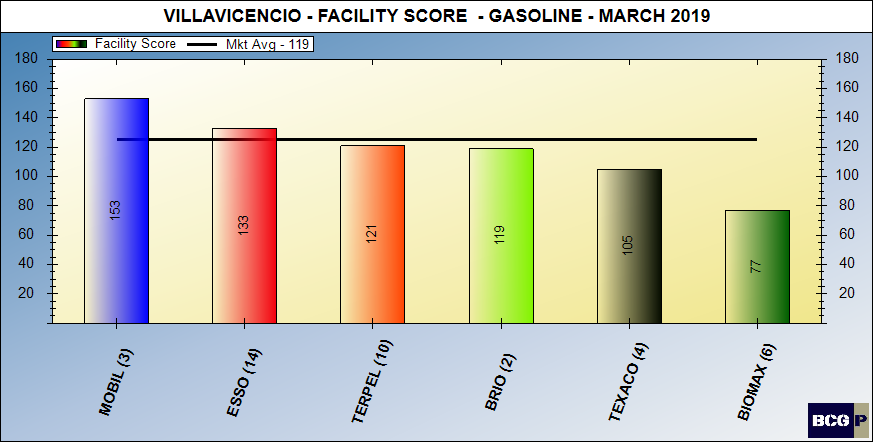 VILLAVICENCIO - FACILITY SCORE - GASOLINE - MARCH 2019
Facility Score Mkt Avg - 119
180 180
160 160
140 140
120 120
100 100
80 80
60 60
40 40
20 20
153 133 121 119 105 77
MOBIL (3) ESSO (14) TERPEL (10) BRIO (2) TEXACO (4) BIOMAX (6)
BCG P